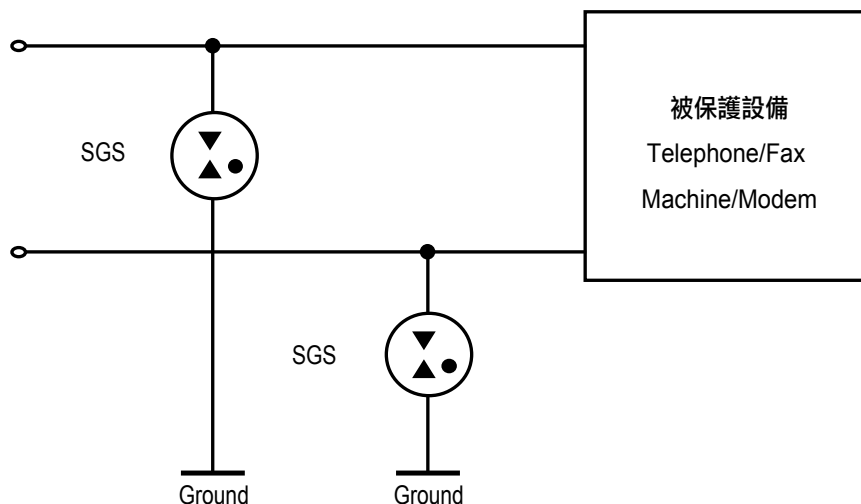 被保護設備
SGS
Telephone/Fax
Machine/Modem
SGS
Ground
Ground